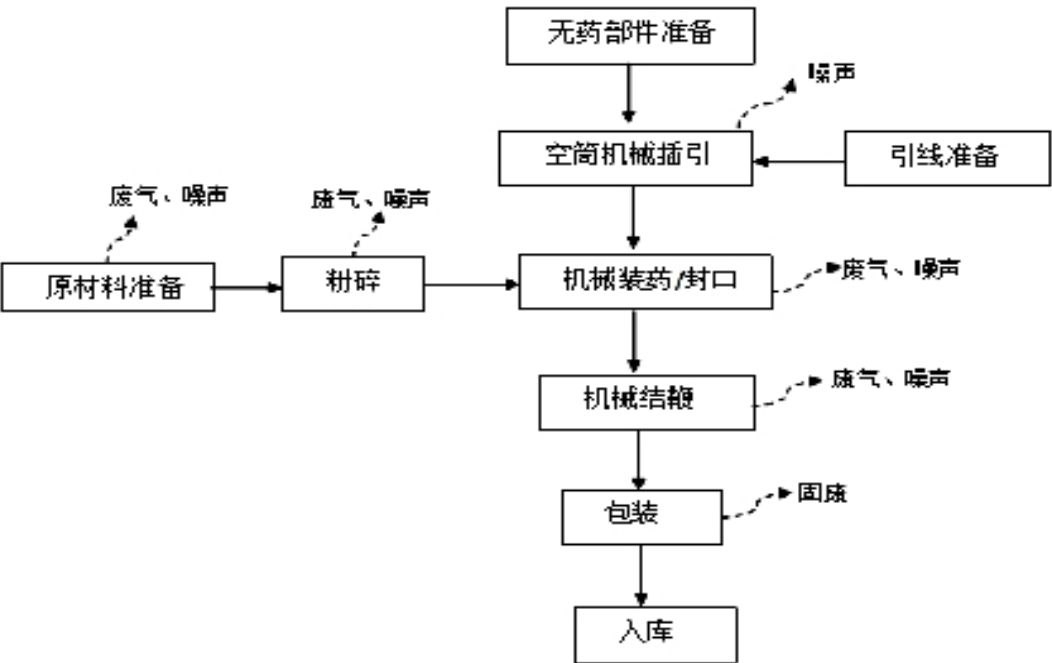 无药部件准备
噪声
空筒机械插引
引线准备
废气、噪声
废气、噪声
原材料准备
粉碎
机械装药/封口
废气、噪声
机械结鞭
废气、噪声
包装
固废
入库